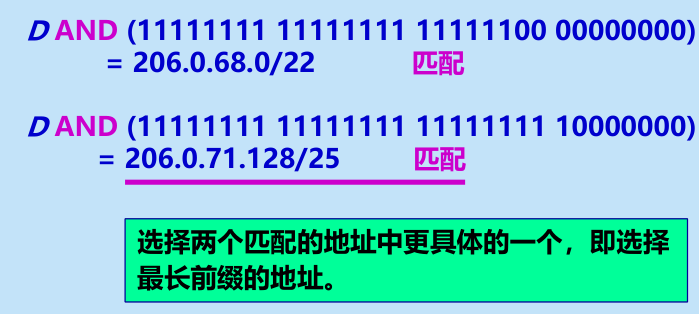 D AND (11111111 11111111 11111100 00000000)
= 206.0.68.0/22 匹配
D AND (11111111 11111111 11111111 10000000)
= 206.0.71.128/25 匹配
选择两个匹配的地址中更具体的一个，即选择
最长前缀的地址。